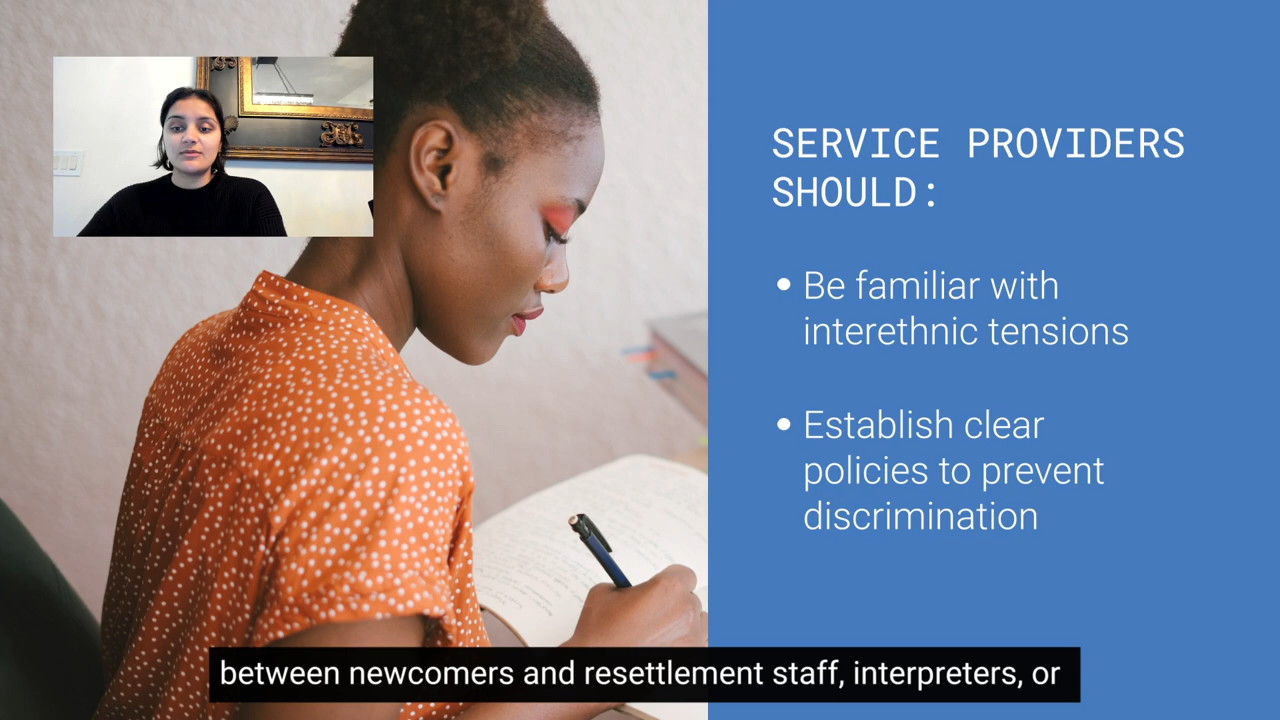 SERVICE PROVIDERS
SHOULD:
• Be familiar with
interethnic tensions
• Establish clear
policies to prevent
discrimination
between newcomers and resettlement staff, interpreters, or